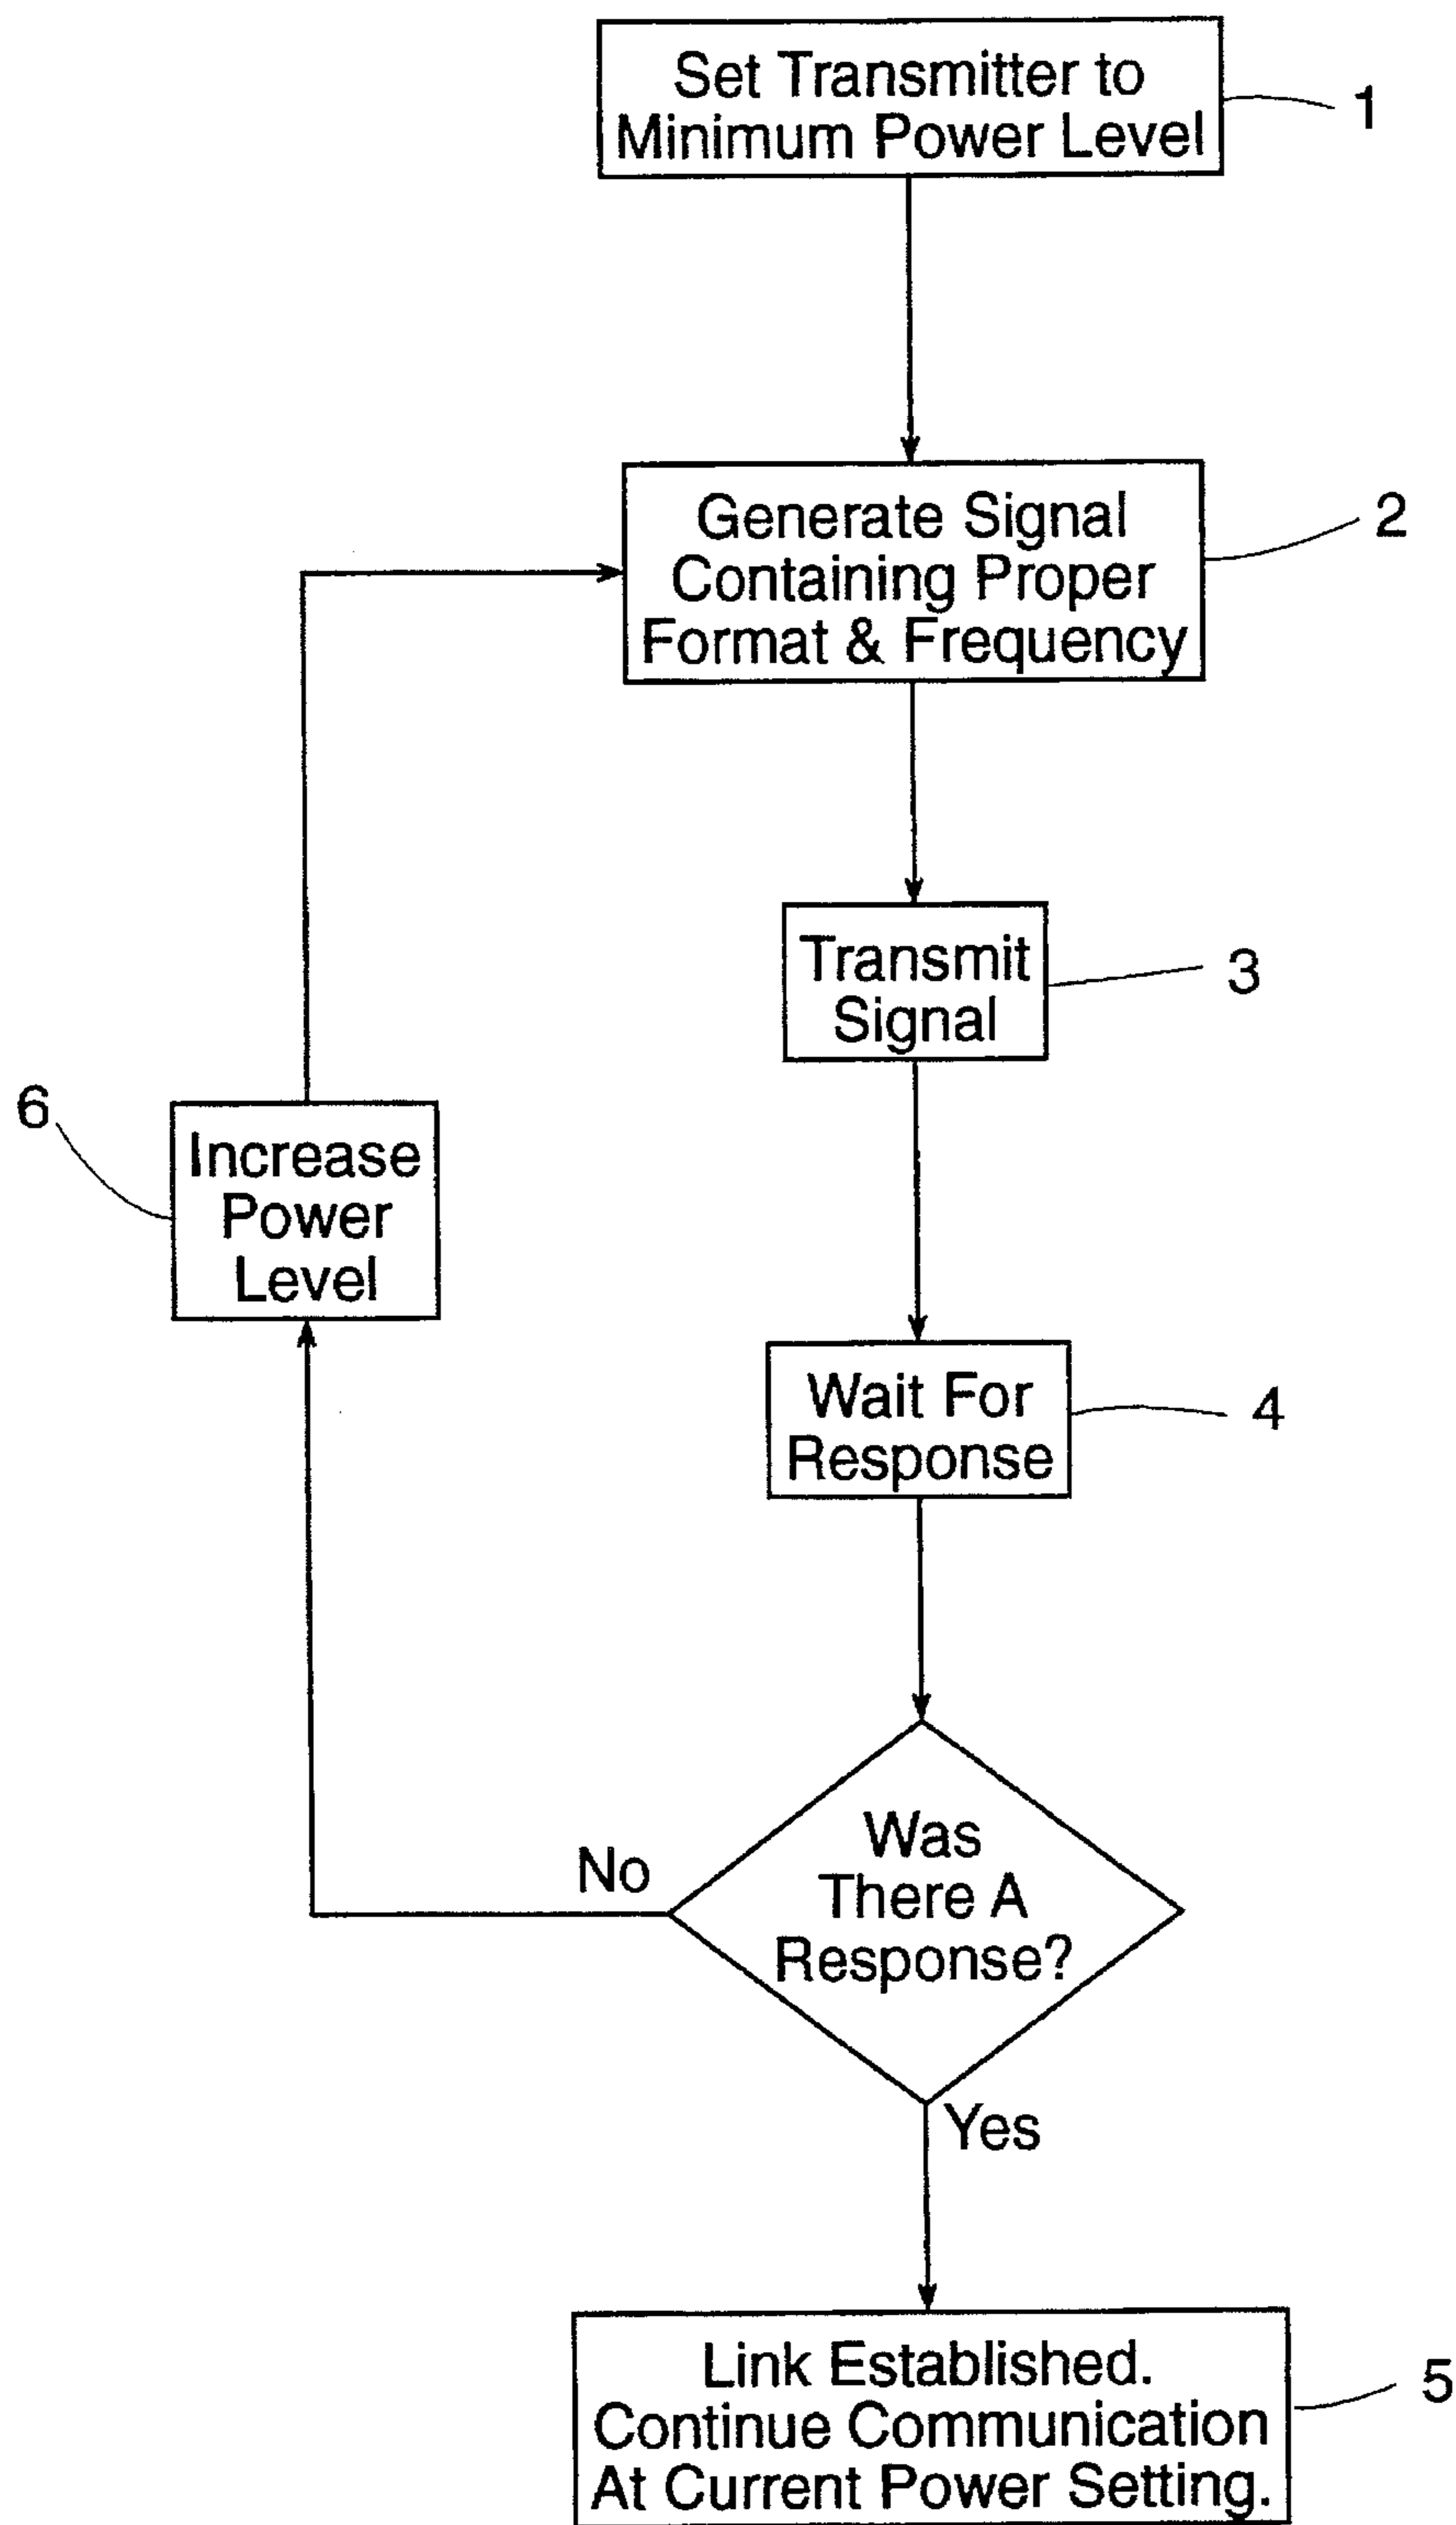 Set Transmitter to
Minimum Power Level
1
Generate Signal
Containing Proper
Format & Frequency
2
Transmit
Signal
3
6
Increase
Power
Level
Wait For
Response
4
Was
There A
Response?
No
Yes
Link Established.
Continue Communication
At Current Power Setting.
5